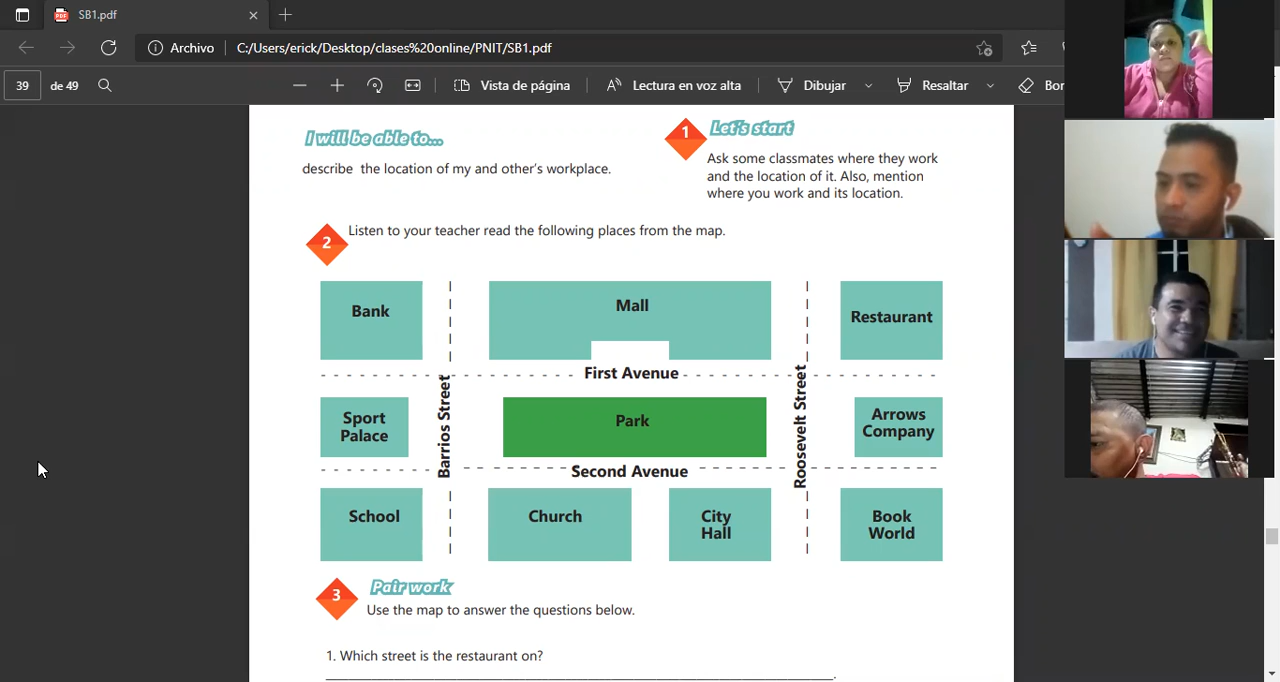 SB1.pdf
Archivo
C:/Users/erick/Desktop/clases%20online/PNIT/SB1.pdf
39
de 49
Vista de página
Lectura en voz alta
Dibujar
Resaltar
Bor
I will be able to...
describe the location of my and other's workplace.
1
Let's start
Ask some classmates where they work
and the location of it. Also, mention
where you work and its location.
2
Listen to your teacher read the following places from the map.
Bank
Mall
Restaurant
First Avenue
Barrios Street
Roosevelt Street
Sport
Palace
Park
Arrows
Company
Second Avenue
School
Church
City
Hall
Book
World
3
Pair work
Use the map to answer the questions below.
1. Which street is the restaurant on?